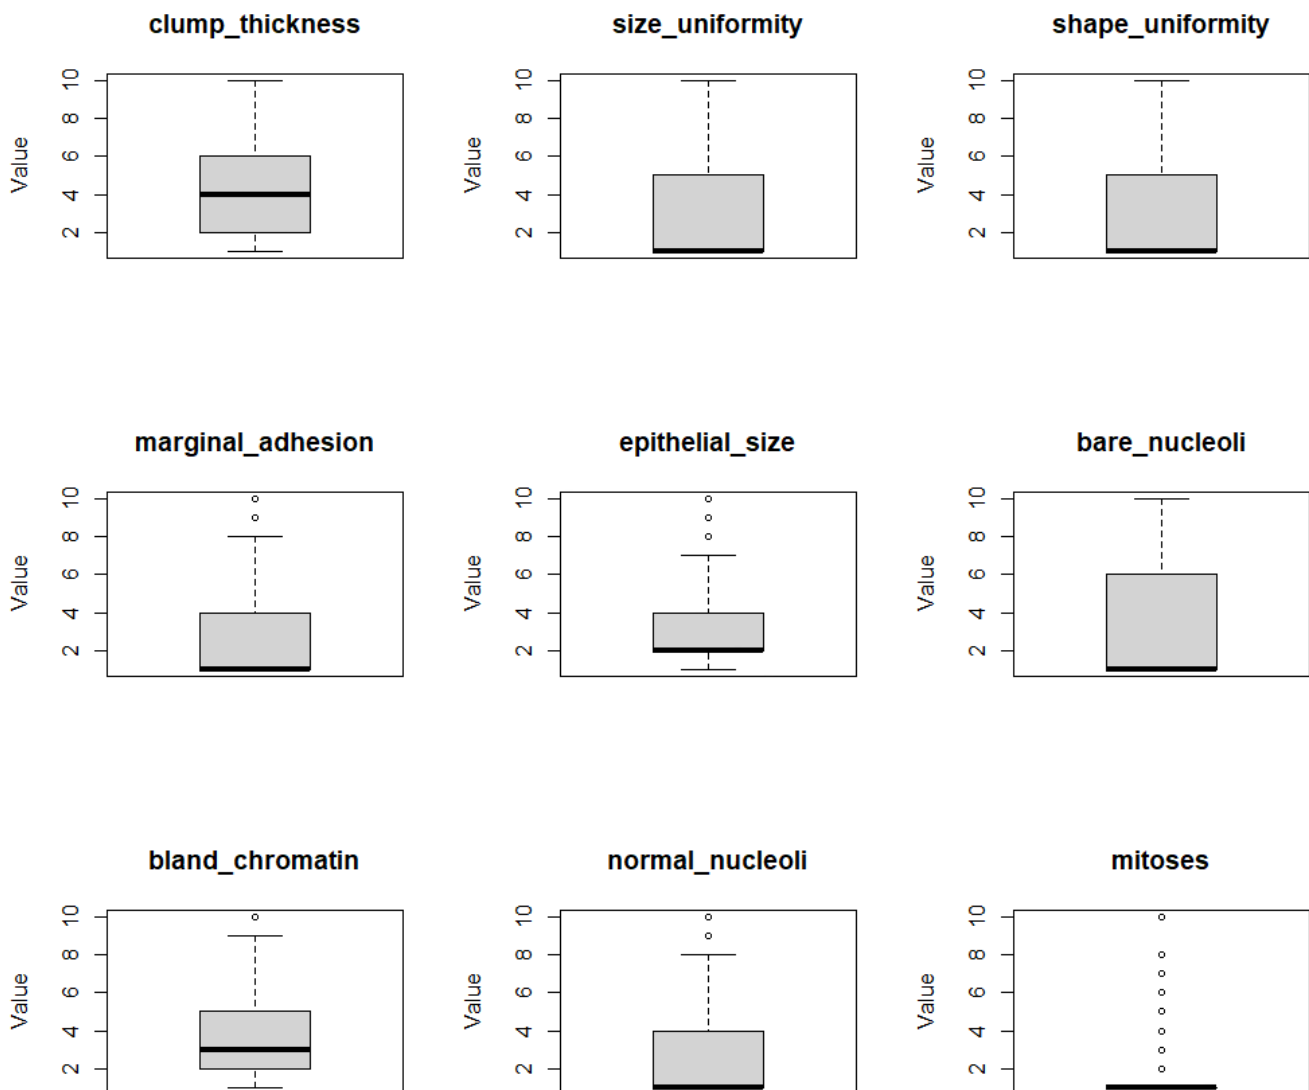 clump_thickness
Value
10
8
6
4
2
size_uniformity
Value
10
8
6
4
2
shape_uniformity
Value
10
8
6
4
2
marginal_adhesion
Value
10
8
6
4
2
epithelial_size
Value
10
8
6
4
2
bare_nucleoli
Value
10
8
6
4
2
bland_chromatin
Value
10
8
6
4
2
normal_nucleoli
Value
10
8
6
4
2
mitoses
Value
10
8
6
4
2